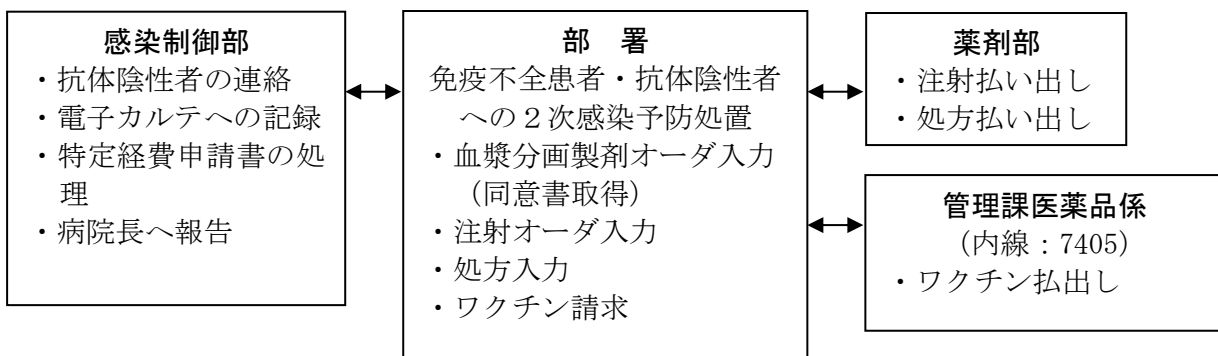 感染制御部
・抗体陰性者の連絡
・電子カルテへの記録
・特定経費申請書の処
理
・病院長へ報告
部　署
免疫不全患者・抗体陰性者
への２次感染予防処置
・血漿分画製剤オーダ入力
（同意書取得）
・注射オーダ入力
・処方入力
・ワクチン請求
薬剤部
・注射払い出し
・処方払い出し
管理課医薬品係
（内線：7405）
・ワクチン払出し